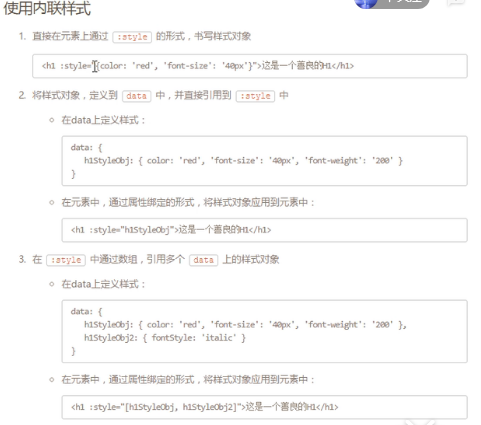 使用内联样式
1. 直接在元素上通过 :style 的形式，书写样式对象
<h1 :style="{color: 'red', 'font-size': '40px'}">这是一个善良的H1</h1>
2. 将样式对象，定义到 data 中，并直接引用到 :style 中
在data上定义样式：
data: {
h1StyleObj: { color: 'red', 'font-size': '40px', 'font-weight': '200' }
}
在元素中，通过属性绑定的形式，将样式对象应用到元素中：
<h1 :style="h1StyleObj">这是一个善良的H1</h1>
3. 在 :style 中通过数组，引用多个 data 上的样式对象
在data上定义样式：
data: {
h1StyleObj: { color: 'red', 'font-size': '40px', 'font-weight': '200' },
h1StyleObj2: { fontStyle: 'italic' }
}
在元素中，通过属性绑定的形式，将样式对象应用到元素中：
<h1 :style="[h1StyleObj, h1StyleObj2]">这是一个善良的H1</h1>